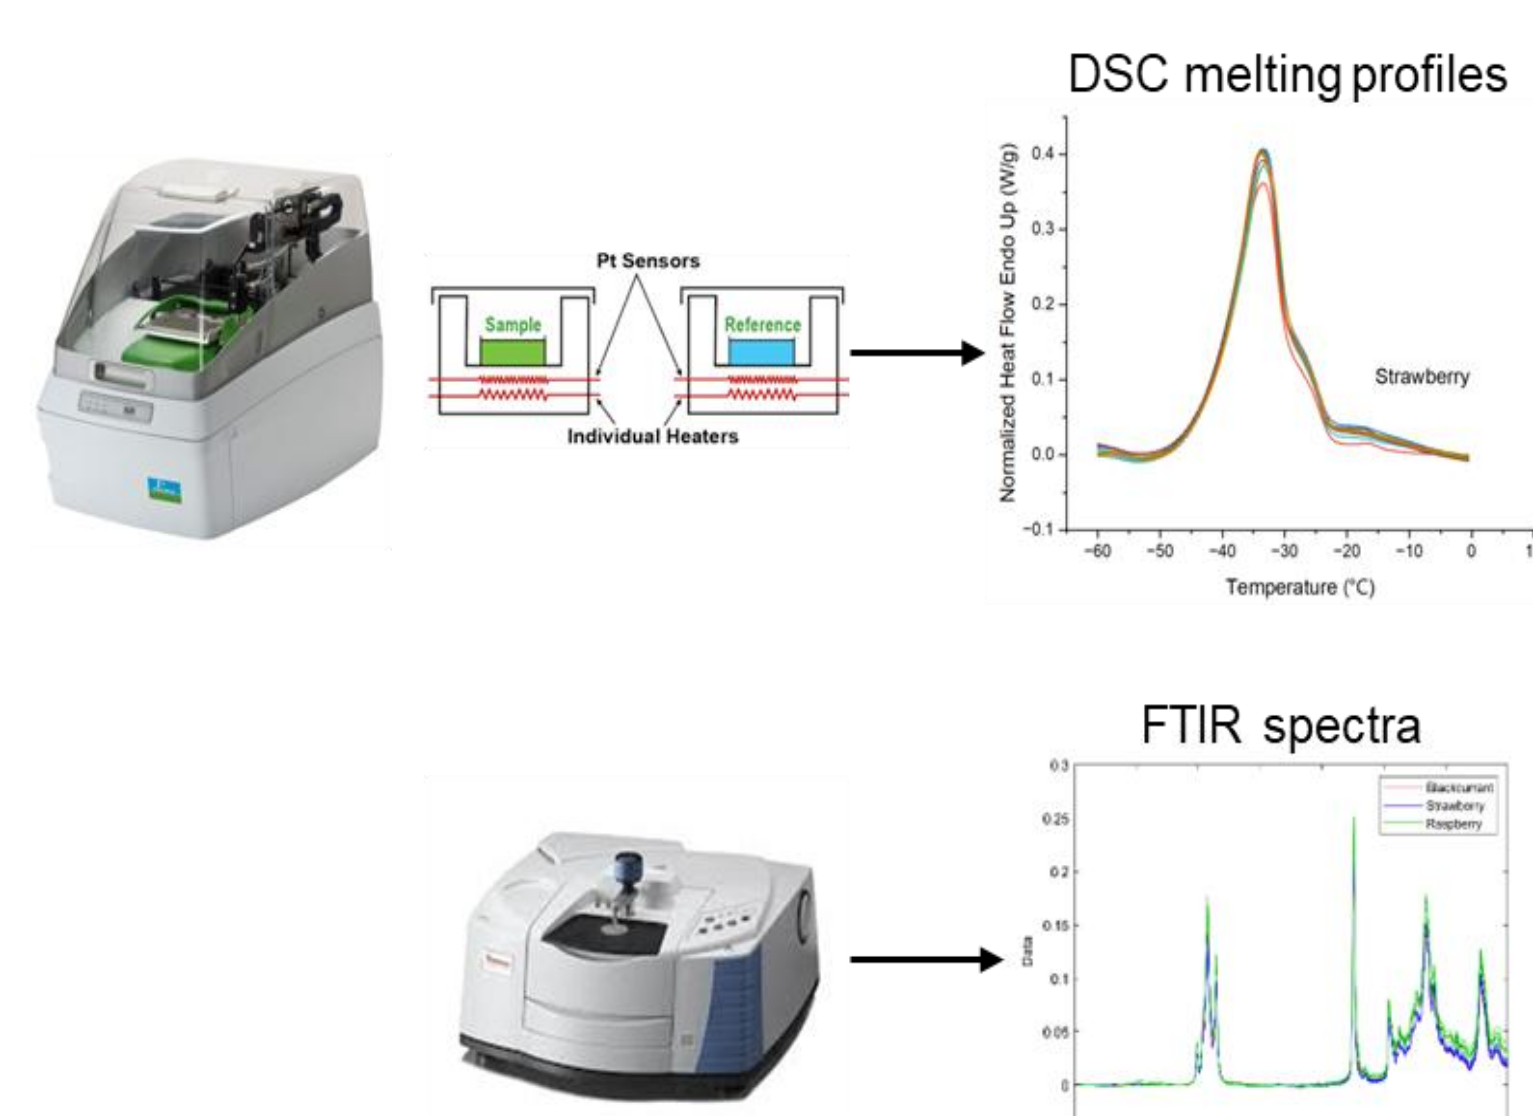 DSC melting profiles
Pt Sensors
Sample
Reference
Individual Heaters
Normalized Heat Flow Endo Up (W/g)
0.4
0.3
0.2
0.1
0.0
−0.1
Strawberry
−60 −50 −40 −30 −20 −10 0 1
Temperature (°C)
FTIR spectra
0.3
0.25
0.2
0.15
0.1
0.05
0
Data
Blackcurrant
Strawberry
Raspberry